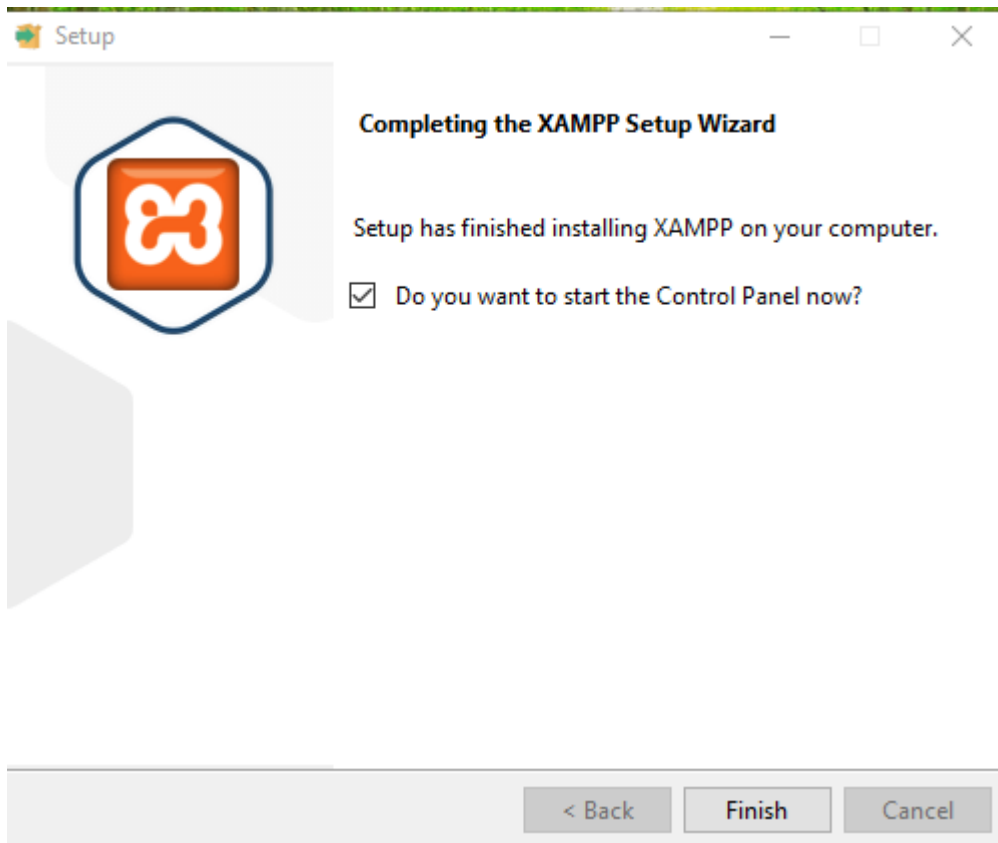 Setup
Completing the XAMPP Setup Wizard
Setup has finished installing XAMPP on your computer.
Do you want to start the Control Panel now?
< Back
Finish
Cancel